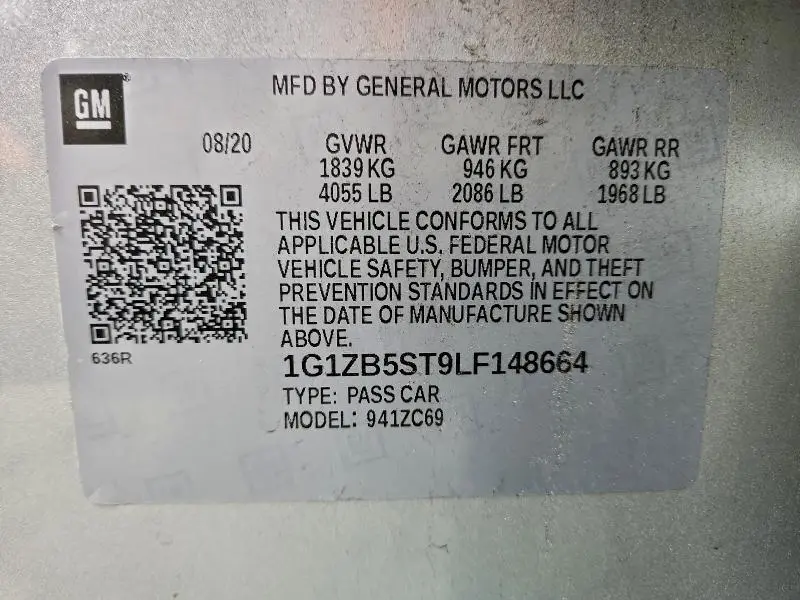 GM
MFD BY GENERAL MOTORS LLC
08/20 GVWR GAWR FRT GAWR RR
1839 KG 946 KG 893 KG
4055 LB 2086 LB 1968 LB
THIS VEHICLE CONFORMS TO ALL
APPLICABLE U.S. FEDERAL MOTOR
VEHICLE SAFETY, BUMPER, AND THEFT
PREVENTION STANDARDS IN EFFECT ON
THE DATE OF MANUFACTURE SHOWN
ABOVE.
636R
1G1ZB5ST9LF148664
TYPE: PASS CAR
MODEL: 941ZC69